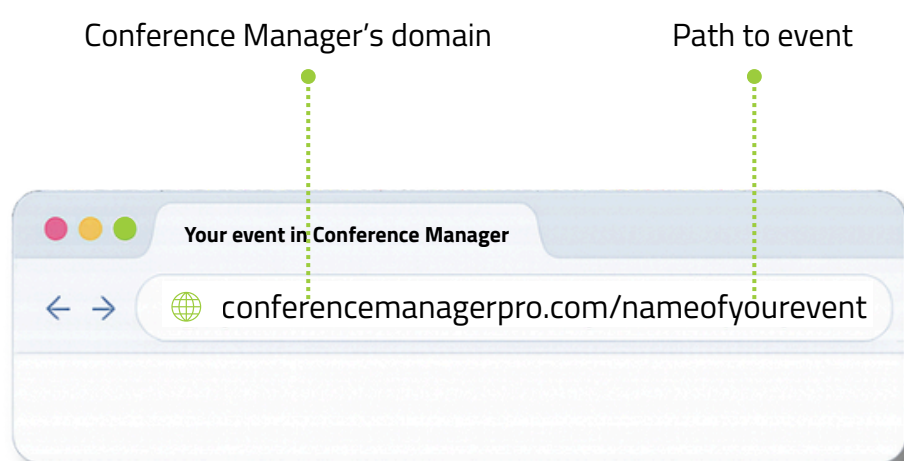 Conference Manager’s domain
Path to event
Your event in Conference Manager
conferencemanagerpro.com/nameofyourevent